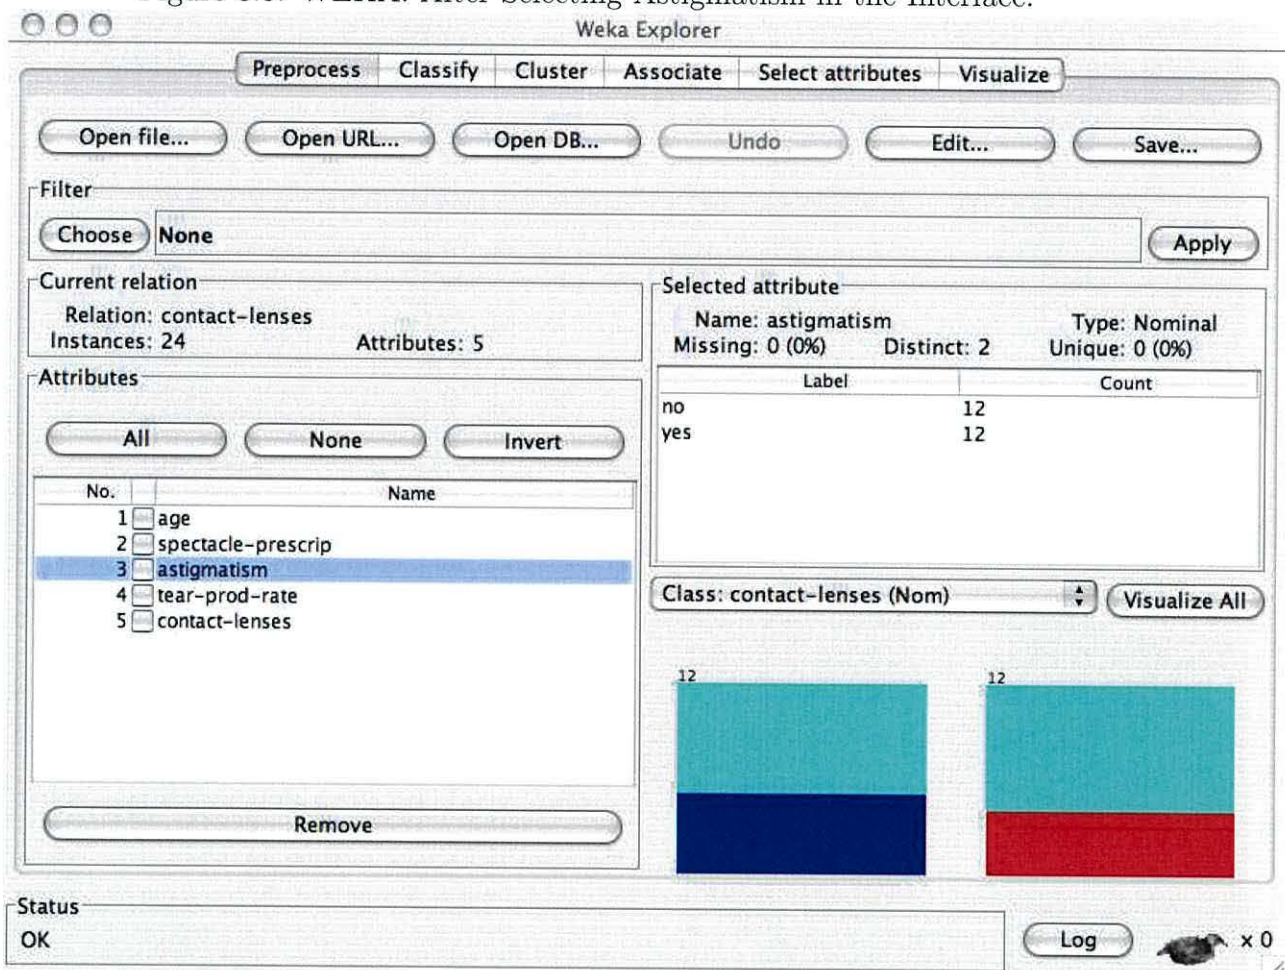 Weka Explorer
Preprocess Classify Cluster Associate Select attributes Visualize
Open file... Open URL... Open DB... Undo Edit... Save...
Filter
Choose None Apply
Current relation
Relation: contact-lenses
Instances: 24 Attributes: 5
Selected attribute
Name: astigmatism Type: Nominal
Missing: 0 (0%) Distinct: 2 Unique: 0 (0%)
Label Count
no 12
yes 12
Attributes
All None Invert
No. Name
1 age
2 spectacle-prescrip
3 astigmatism
4 tear-prod-rate
5 contact-lenses
Remove
Class: contact-lenses (Nom) Visualize All
12 12
Status
OK
Log x 0